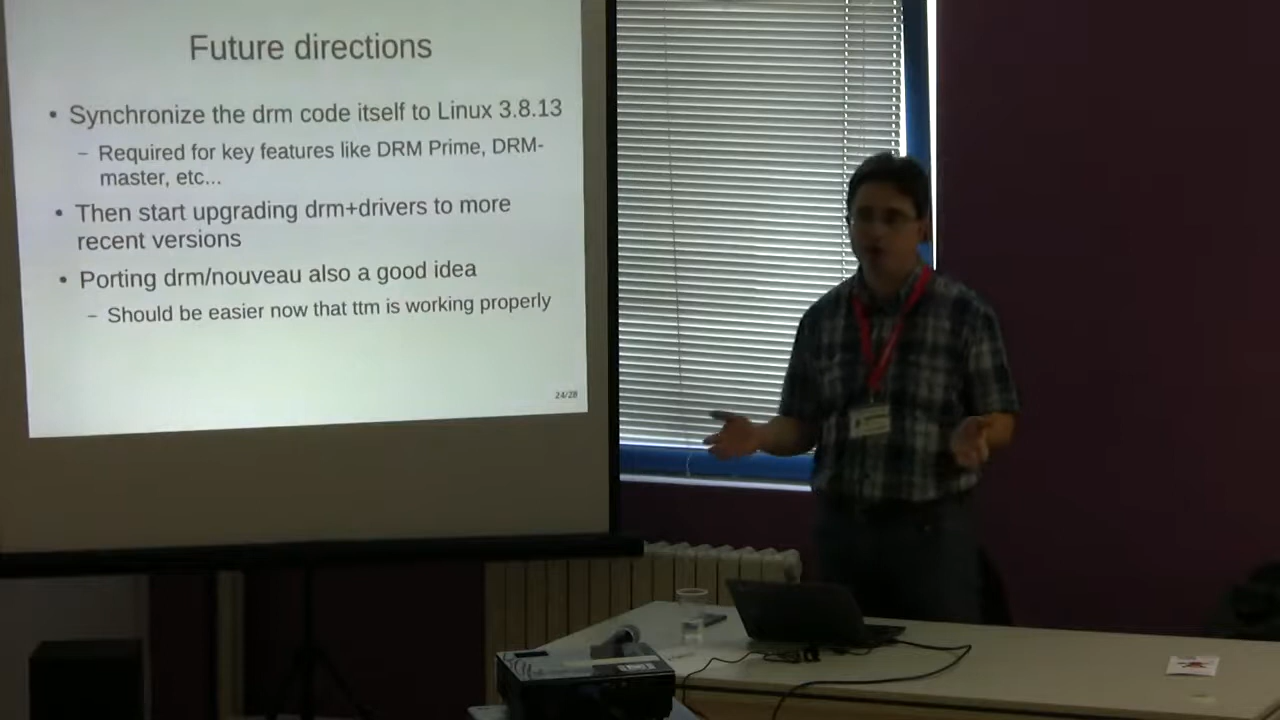 Future directions
• Synchronize the drm code itself to Linux 3.8.13
– Required for key features like DRM Prime, DRM-
master, etc...
• Then start upgrading drm+drivers to more
recent versions
• Porting drm/nouveau also a good idea
– Should be easier now that ttm is working properly
24/28